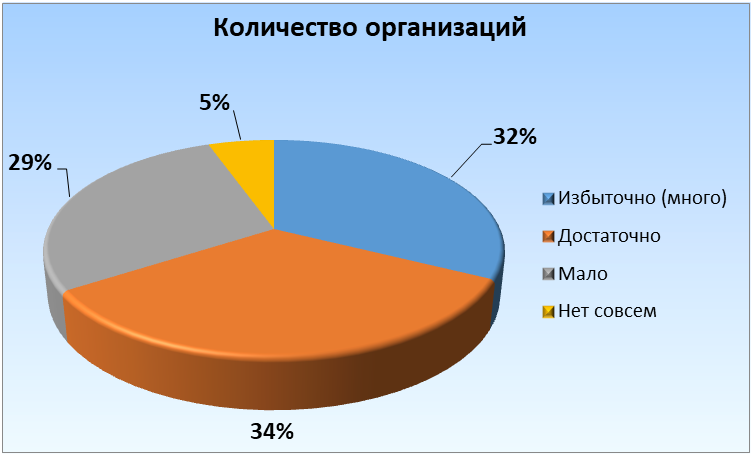 Количество организаций
5%
32%
29%
34%
Избыточно (много)
Достаточно
Мало
Нет совсем